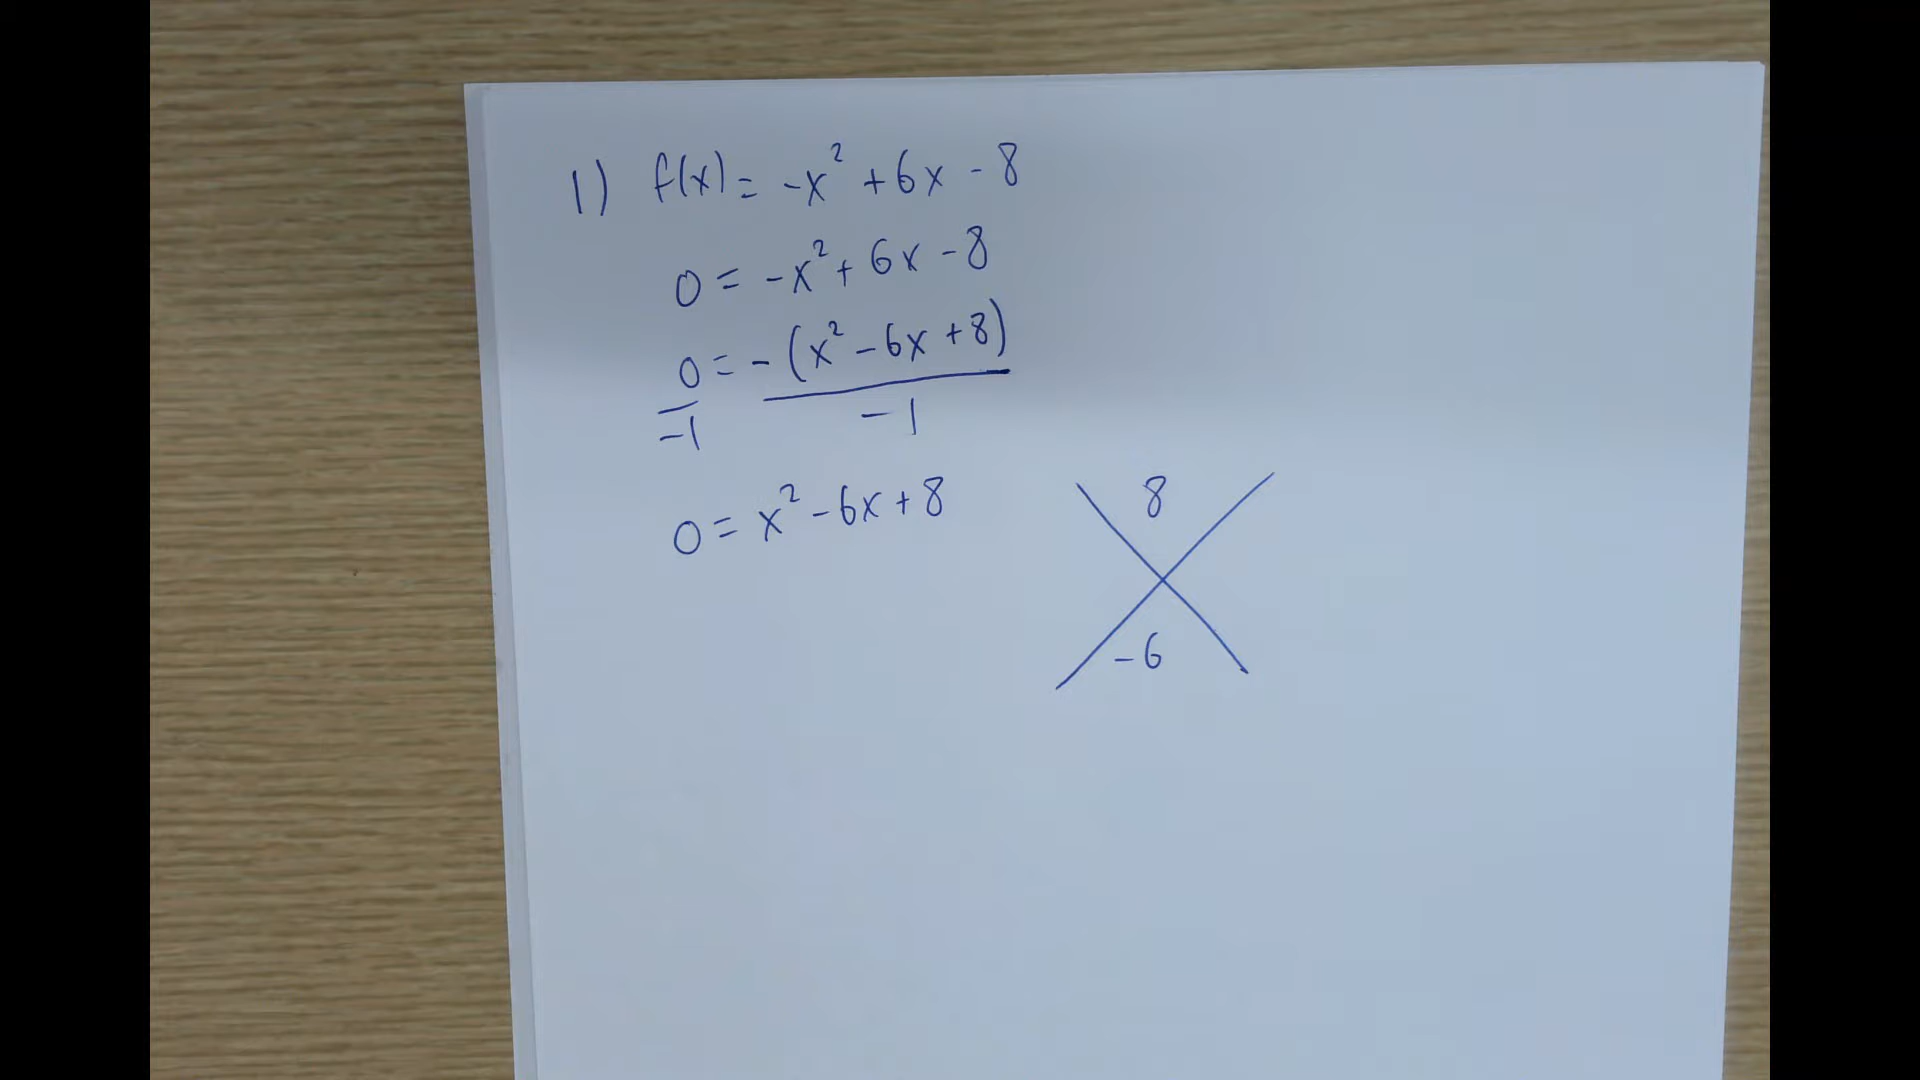 1) f(x) = -x² + 6x - 8
0 = -x² + 6x - 8
0 = -(x² - 6x + 8)
-1 -1
0 = x² - 6x + 8
8
-6